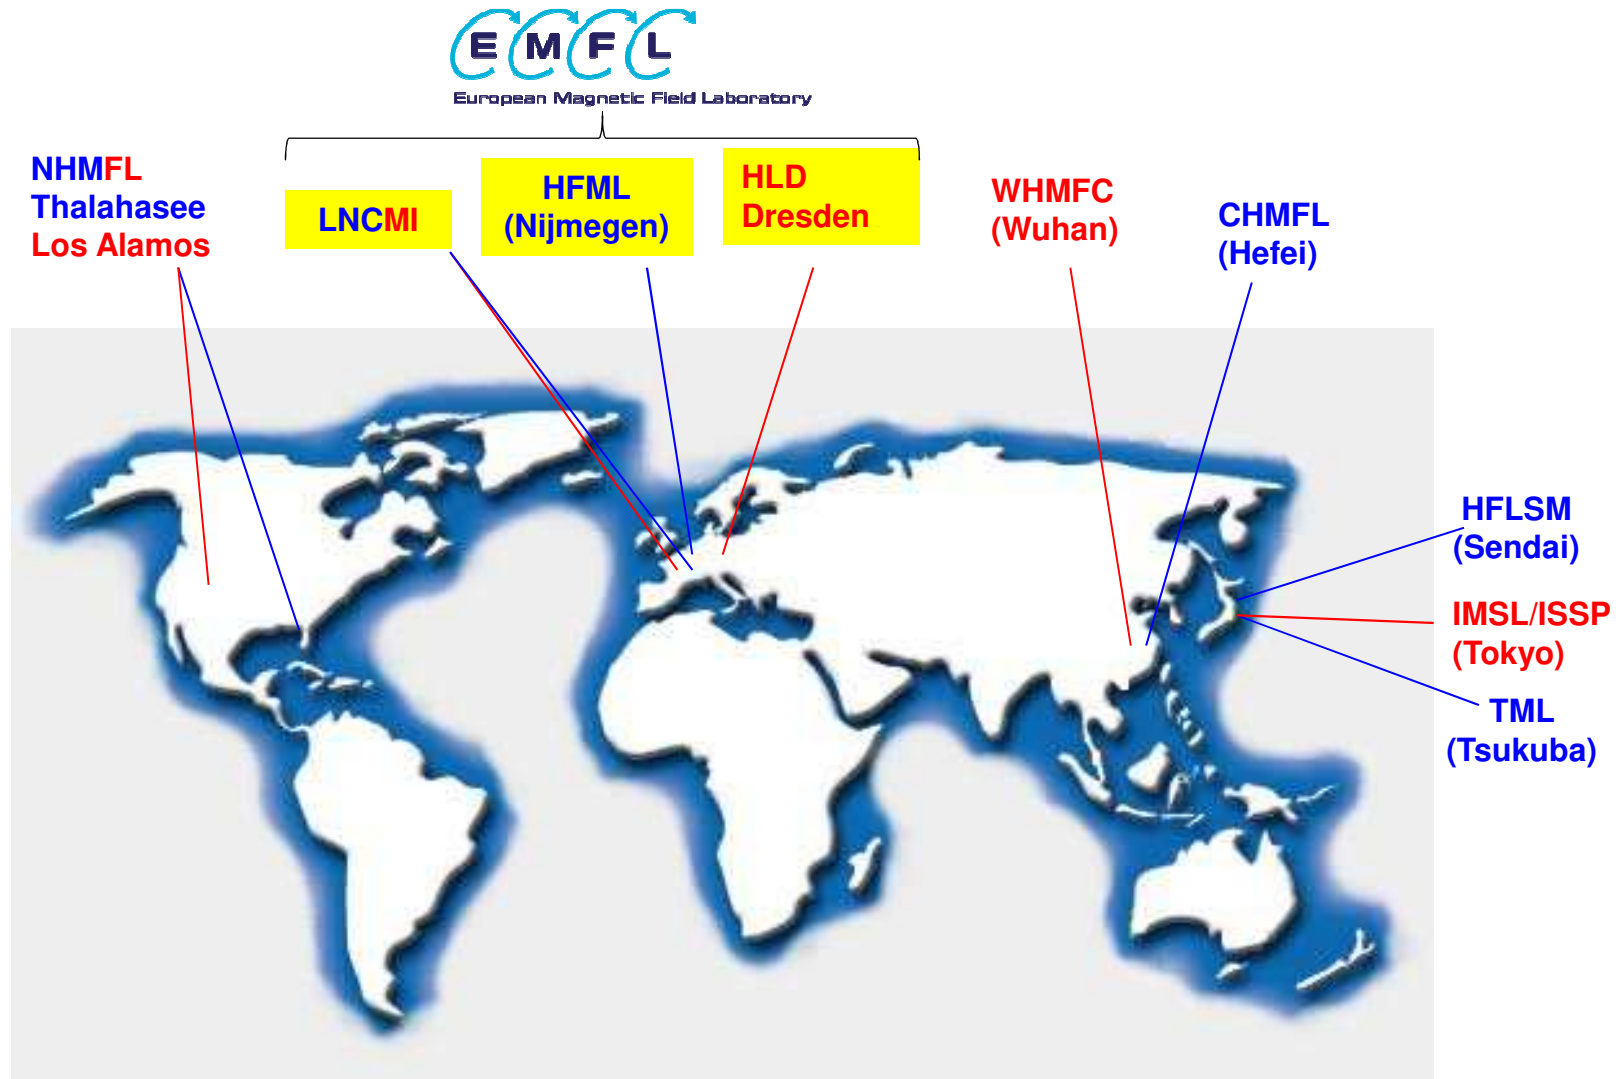 E M F L
European Magnetic Field Laboratory
NHMFL
Thalahasee
Los Alamos
LNCMI
HFML
(Nijmegen)
HLD
Dresden
WHMFC
(Wuhan)
CHMFL
(Hefei)
HFLSM
(Sendai)
IMSL/ISSP
(Tokyo)
TML
(Tsukuba)